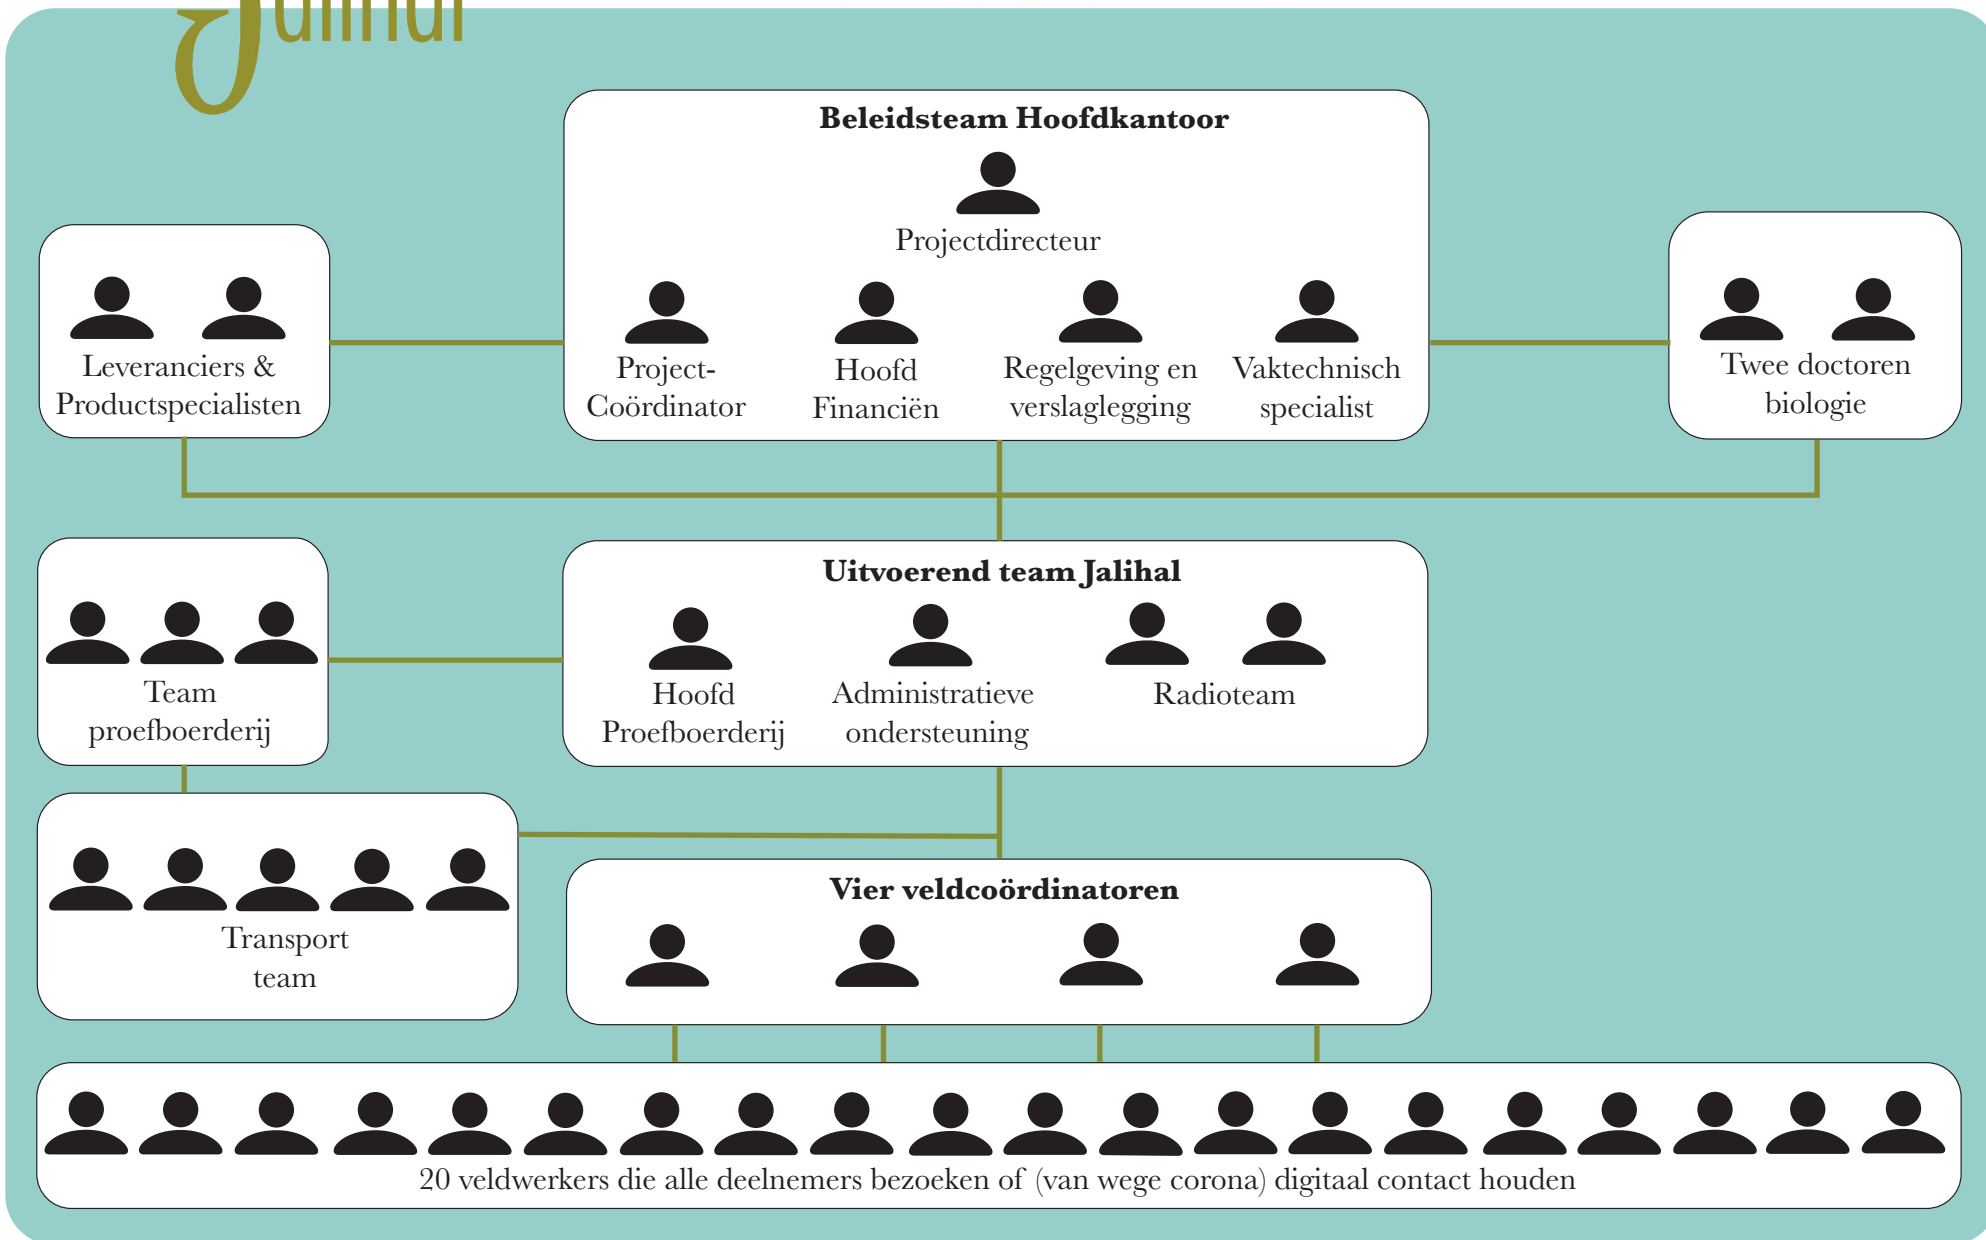 Jalihal
Beleidsteam Hoofdkantoor
Projectdirecteur
Leveranciers &
Productspecialisten
Project-
Coördinator
Hoofd
Financiën
Regelgeving en
verslaglegging
Vaktechnisch
specialist
Twee doctoren
biologie
Uitvoerend team Jalihal
Team
proefboerderij
Hoofd
Proefboerderij
Administratieve
ondersteuning
Radioteam
Transport
team
Vier veldcoördinatoren
20 veldwerkers die alle deelnemers bezoeken of (van wege corona) digitaal contact houden